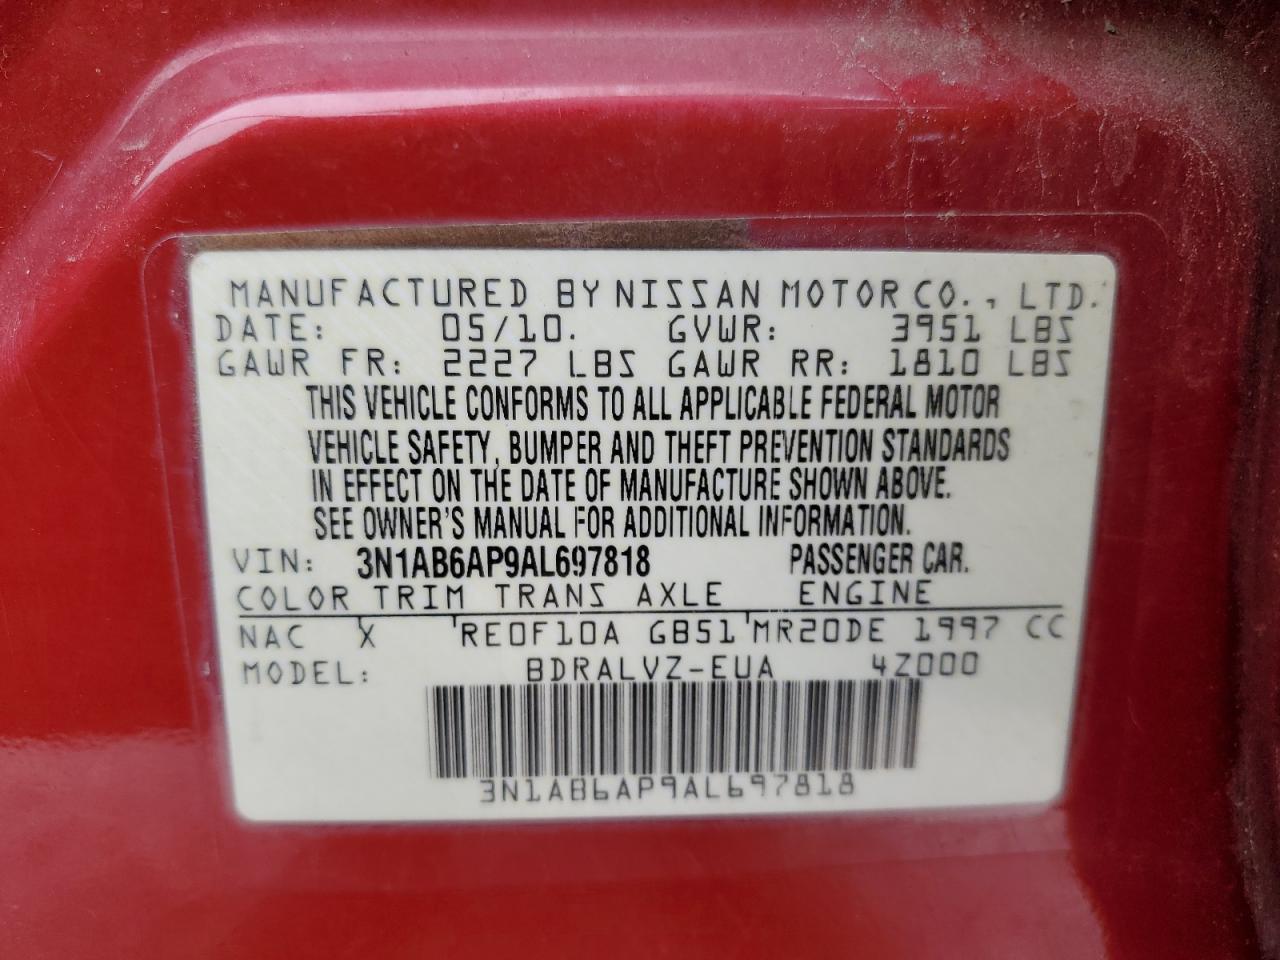 MANUFACTURED BY NISSAN MOTOR CO., LTD.
DATE: 05/10. GVWR: 3951 LBS
GAWR FR: 2227 LBS GAWR RR: 1810 LBS
THIS VEHICLE CONFORMS TO ALL APPLICABLE FEDERAL MOTOR
VEHICLE SAFETY, BUMPER AND THEFT PREVENTION STANDARDS
IN EFFECT ON THE DATE OF MANUFACTURE SHOWN ABOVE.
SEE OWNER'S MANUAL FOR ADDITIONAL INFORMATION.
VIN: 3N1AB6AP9AL697818 PASSENGER CAR.
COLOR TRIM TRANS AXLE ENGINE
NAC X RE0F10A GB51 MR20DE 1997 CC
MODEL: BDRALVZ-EUA 4Z000
3N1AB6AP9AL697818